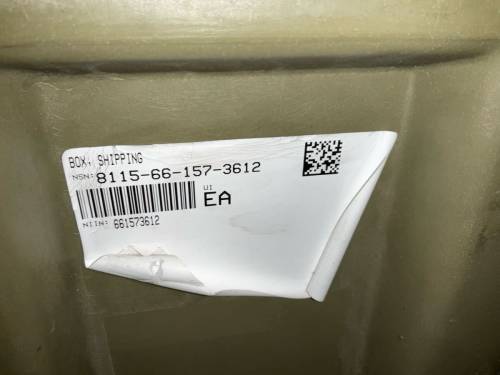 BOX, SHIPPING
NSN: 8115-66-157-3612
UI
EA
NIIN: 661573612